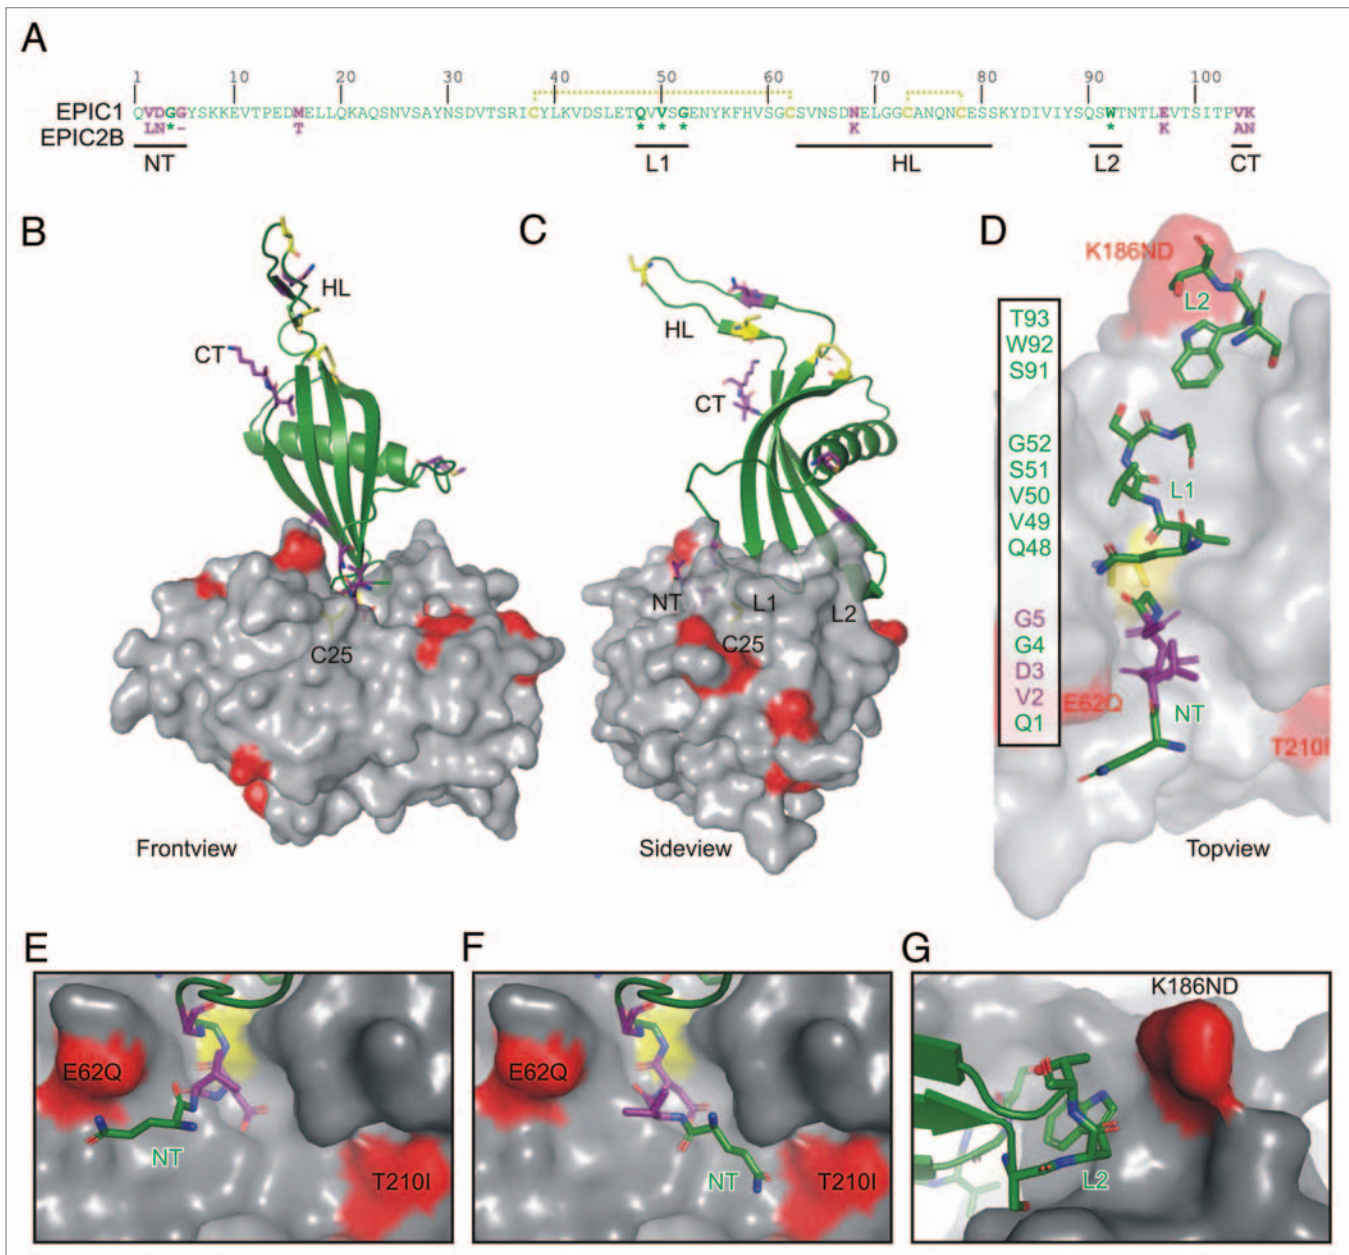 A
1 10 20 30 40 50 60 70 80 90 100
EPIC1 QVDGGYSKKEVTPEDMELLQKAQSNVSAYNSDVTSRICYLKVDSLETQVVSGENYKFHVSGCSVNSDNELGGCANQNCESSKYDIVIYSQSWTNTLEVTSITPVK
EPIC2B LN*- T * * * K * K AN
NT L1 HL L2 CT
B
HL
CT
C25
Frontview
C
HL
CT
NT
L1
L2
C25
Sideview
D
K186ND
L2
T93
W92
S91
G52
S51
V50
V49
Q48
L1
G5
G4
D3
V2
Q1
E62Q
NT
T210I
Topview
E
E62Q
NT
T210I
F
E62Q
NT
T210I
G
K186ND
L2